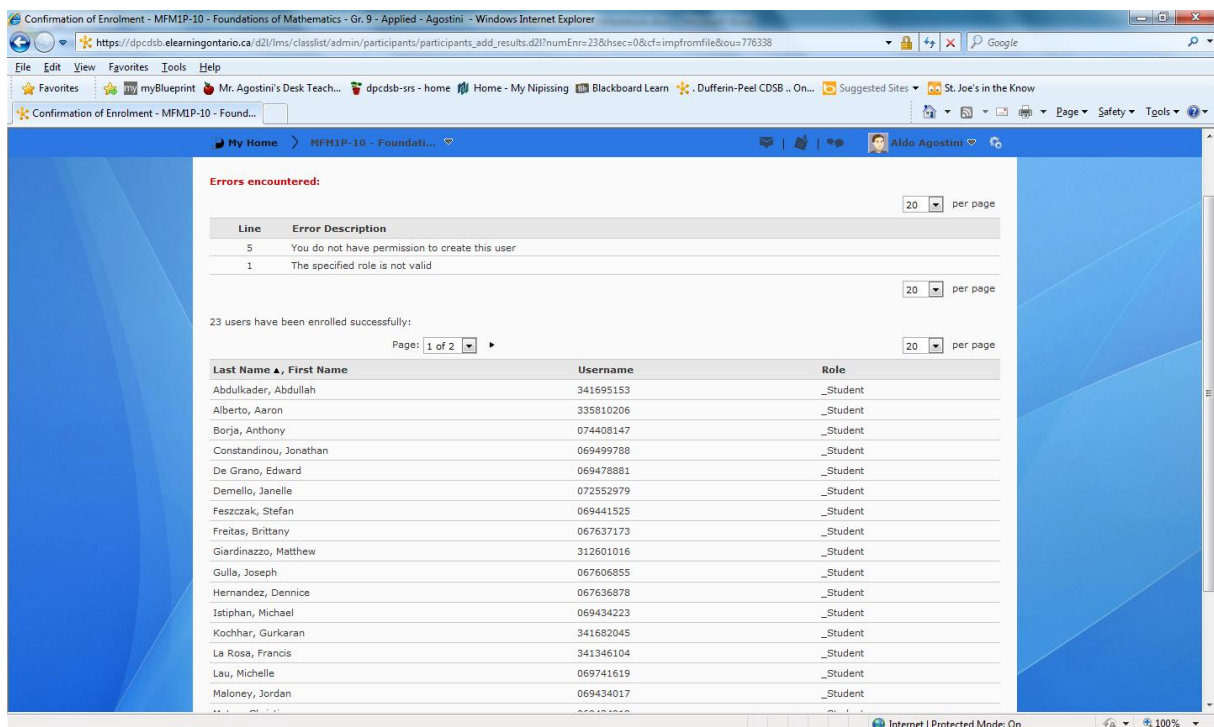 Confirmation of Enrolment - MFM1P-10 - Foundations of Mathematics - Gr. 9 - Applied - Agostini - Windows Internet Explorer
https://dpcdsb.elearningontario.ca/d2l/lms/classlist/admin/participants/participants_add_results.d2l?numEnr=23&hsec=0&cf=impfromfile&ou=776338 Google
File Edit View Favorites Tools Help
Favorites my myBlueprint Mr. Agostini's Desk Teach... dpcdsb-srs - home Home - My Nipissing Blackboard Learn . Dufferin-Peel CDSB .. On... Suggested Sites St. Joe's in the Know
Confirmation of Enrolment - MFM1P-10 - Found... Page Safety Tools
My Home MFM1P-10 - Foundati... Aldo Agostini
Errors encountered:
20 per page
Line Error Description
5 You do not have permission to create this user
1 The specified role is not valid
20 per page
23 users have been enrolled successfully:
Page: 1 of 2 20 per page
Last Name ▲, First Name Username Role
Abdulkader, Abdullah 341695153 _Student
Alberto, Aaron 335810206 _Student
Borja, Anthony 074408147 _Student
Constandinou, Jonathan 069499788 _Student
De Grano, Edward 069478881 _Student
Demello, Janelle 072552979 _Student
Feszczak, Stefan 069441525 _Student
Freitas, Brittany 067637173 _Student
Giardinazzo, Matthew 312601016 _Student
Gulla, Joseph 067606855 _Student
Hernandez, Dennice 067636878 _Student
Istiphan, Michael 069434223 _Student
Kochhar, Gurkaran 341682045 _Student
La Rosa, Francis 341346104 _Student
Lau, Michelle 069741619 _Student
Maloney, Jordan 069434017 _Student
Internet | Protected Mode: On 100%